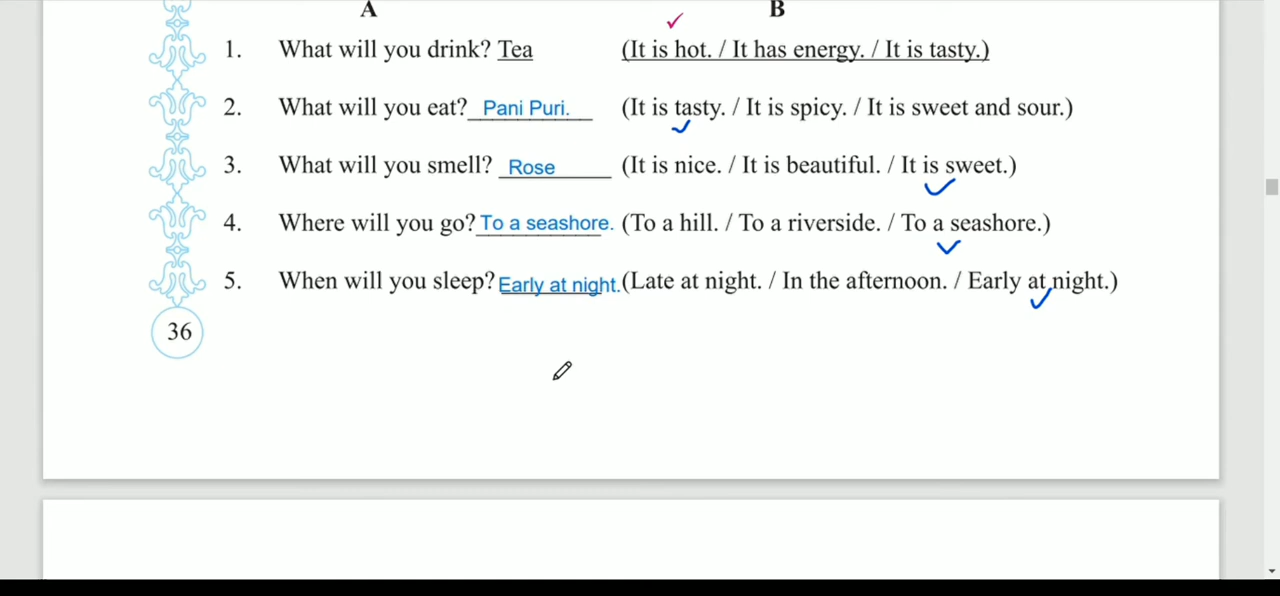 A B
1. What will you drink? Tea (It is hot. / It has energy. / It is tasty.)
2. What will you eat? Pani Puri. (It is tasty. / It is spicy. / It is sweet and sour.)
3. What will you smell? Rose (It is nice. / It is beautiful. / It is sweet.)
4. Where will you go? To a seashore. (To a hill. / To a riverside. / To a seashore.)
5. When will you sleep? Early at night. (Late at night. / In the afternoon. / Early at night.)
36